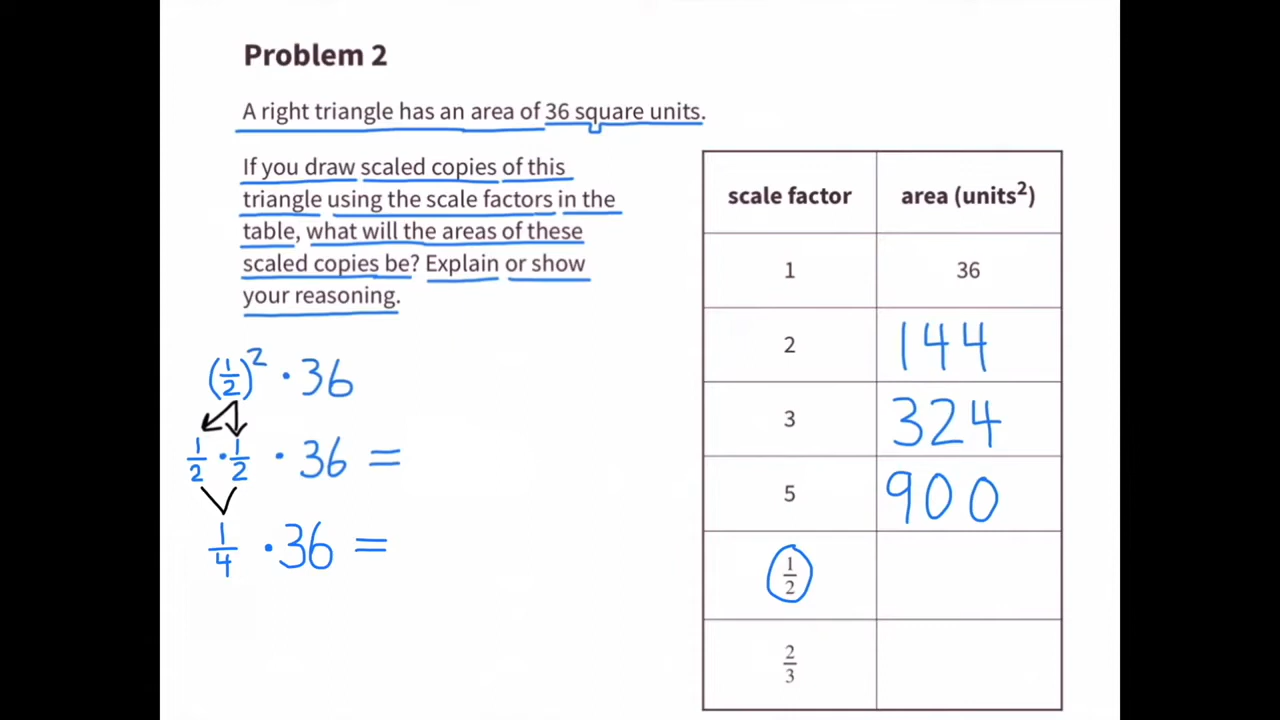 Problem 2
A right triangle has an area of 36 square units.
If you draw scaled copies of this
triangle using the scale factors in the
table, what will the areas of these
scaled copies be? Explain or show
your reasoning.
(1/2)² · 36
1/2 · 1/2 · 36 =
1/4 · 36 =
scale factor area (units²)
1 36
2 144
3 324
5 900
1/2
2/3